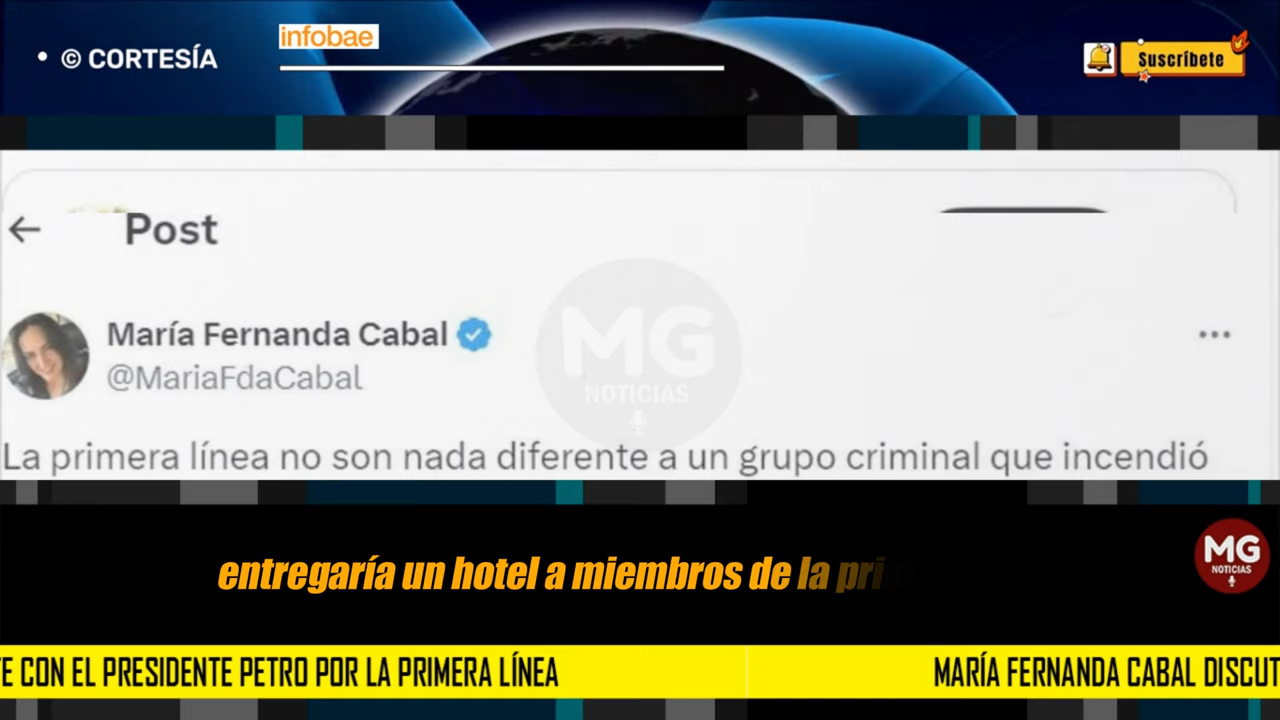 • © CORTESÍA
infobae
Suscríbete
Post
María Fernanda Cabal
@MariaFdaCabal
MG
NOTICIAS
La primera línea no son nada diferente a un grupo criminal que incendió
entregaría un hotel a miembros de la pri
MG
NOTICIAS
E CON EL PRESIDENTE PETRO POR LA PRIMERA LÍNEA MARÍA FERNANDA CABAL DISCUT